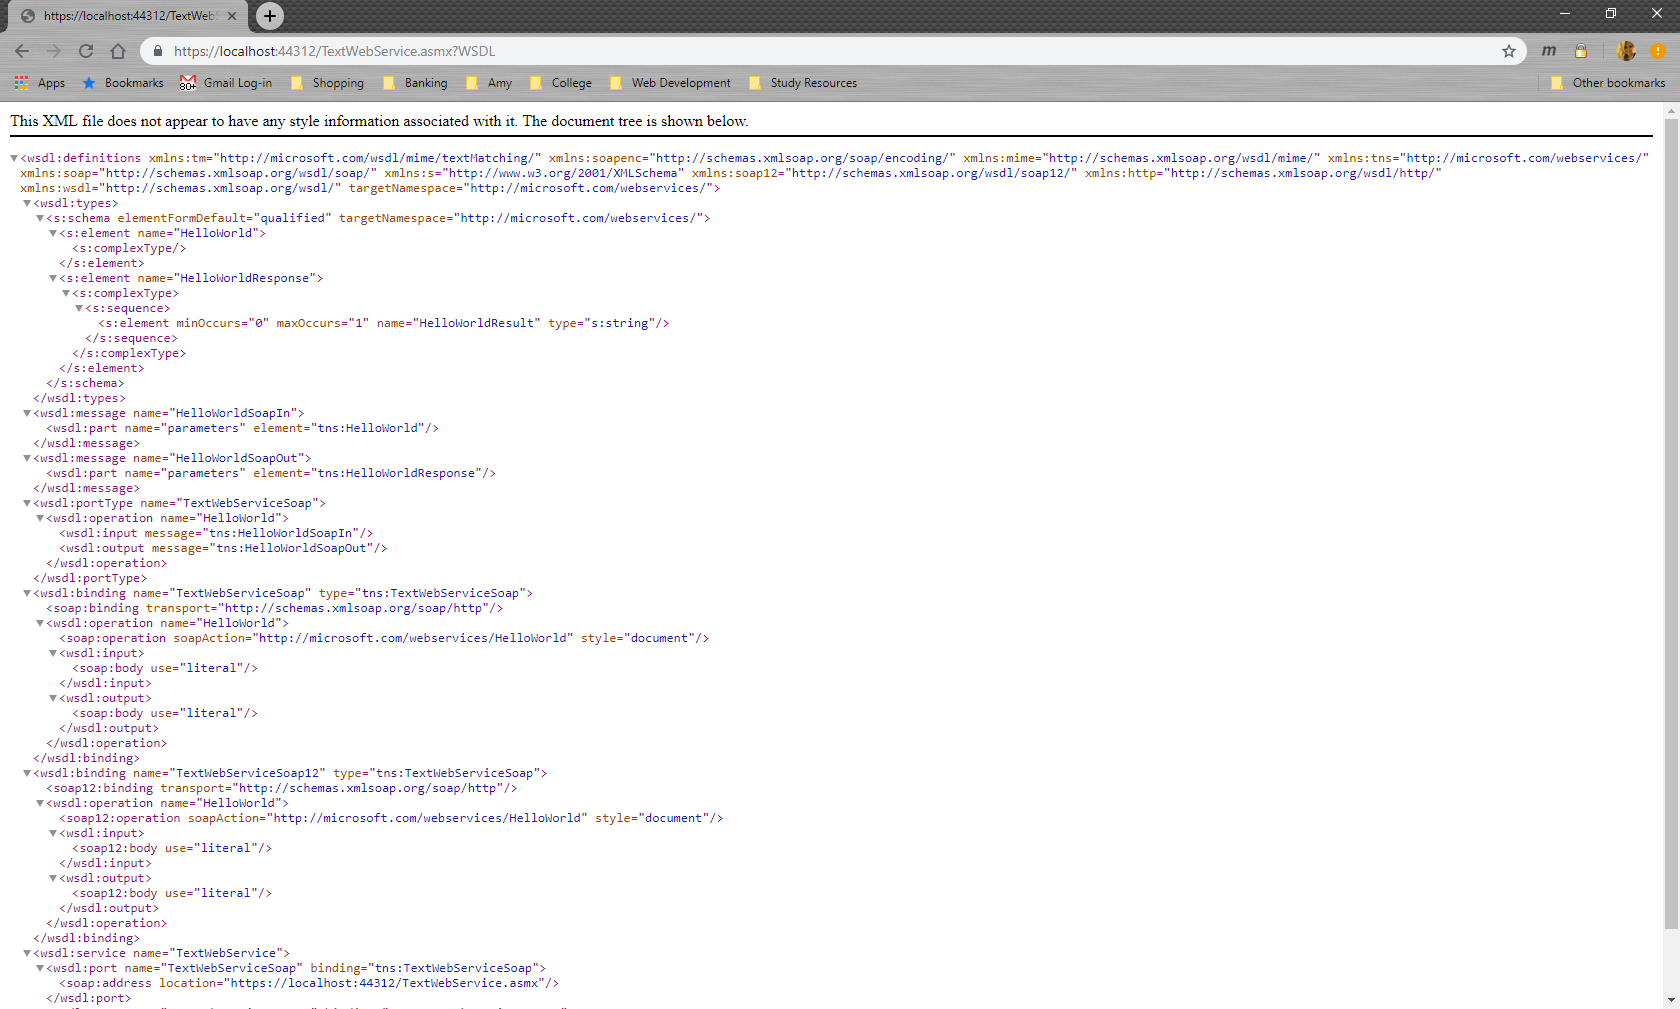 https://localhost:44312/TextWebS
https://localhost:44312/TextWebService.asmx?WSDL
m
Apps Bookmarks 80+ Gmail Log-in Shopping Banking Amy College Web Development Study Resources Other bookmarks
This XML file does not appear to have any style information associated with it. The document tree is shown below.
<wsdl:definitions xmlns:tm="http://microsoft.com/wsdl/mime/textMatching/" xmlns:soapenc="http://schemas.xmlsoap.org/soap/encoding/" xmlns:mime="http://schemas.xmlsoap.org/wsdl/mime/" xmlns:tns="http://microsoft.com/webservices/"
xmlns:soap="http://schemas.xmlsoap.org/wsdl/soap/" xmlns:s="http://www.w3.org/2001/XMLSchema" xmlns:soap12="http://schemas.xmlsoap.org/wsdl/soap12/" xmlns:http="http://schemas.xmlsoap.org/wsdl/http/"
xmlns:wsdl="http://schemas.xmlsoap.org/wsdl/" targetNamespace="http://microsoft.com/webservices/">
<wsdl:types>
<s:schema elementFormDefault="qualified" targetNamespace="http://microsoft.com/webservices/">
<s:element name="HelloWorld">
<s:complexType/>
</s:element>
<s:element name="HelloWorldResponse">
<s:complexType>
<s:sequence>
<s:element minOccurs="0" maxOccurs="1" name="HelloWorldResult" type="s:string"/>
</s:sequence>
</s:complexType>
</s:element>
</s:schema>
</wsdl:types>
<wsdl:message name="HelloWorldSoapIn">
<wsdl:part name="parameters" element="tns:HelloWorld"/>
</wsdl:message>
<wsdl:message name="HelloWorldSoapOut">
<wsdl:part name="parameters" element="tns:HelloWorldResponse"/>
</wsdl:message>
<wsdl:portType name="TextWebServiceSoap">
<wsdl:operation name="HelloWorld">
<wsdl:input message="tns:HelloWorldSoapIn"/>
<wsdl:output message="tns:HelloWorldSoapOut"/>
</wsdl:operation>
</wsdl:portType>
<wsdl:binding name="TextWebServiceSoap" type="tns:TextWebServiceSoap">
<soap:binding transport="http://schemas.xmlsoap.org/soap/http"/>
<wsdl:operation name="HelloWorld">
<soap:operation soapAction="http://microsoft.com/webservices/HelloWorld" style="document"/>
<wsdl:input>
<soap:body use="literal"/>
</wsdl:input>
<wsdl:output>
<soap:body use="literal"/>
</wsdl:output>
</wsdl:operation>
</wsdl:binding>
<wsdl:binding name="TextWebServiceSoap12" type="tns:TextWebServiceSoap">
<soap12:binding transport="http://schemas.xmlsoap.org/soap/http"/>
<wsdl:operation name="HelloWorld">
<soap12:operation soapAction="http://microsoft.com/webservices/HelloWorld" style="document"/>
<wsdl:input>
<soap12:body use="literal"/>
</wsdl:input>
<wsdl:output>
<soap12:body use="literal"/>
</wsdl:output>
</wsdl:operation>
</wsdl:binding>
<wsdl:service name="TextWebService">
<wsdl:port name="TextWebServiceSoap" binding="tns:TextWebServiceSoap">
<soap:address location="https://localhost:44312/TextWebService.asmx"/>
</wsdl:port>